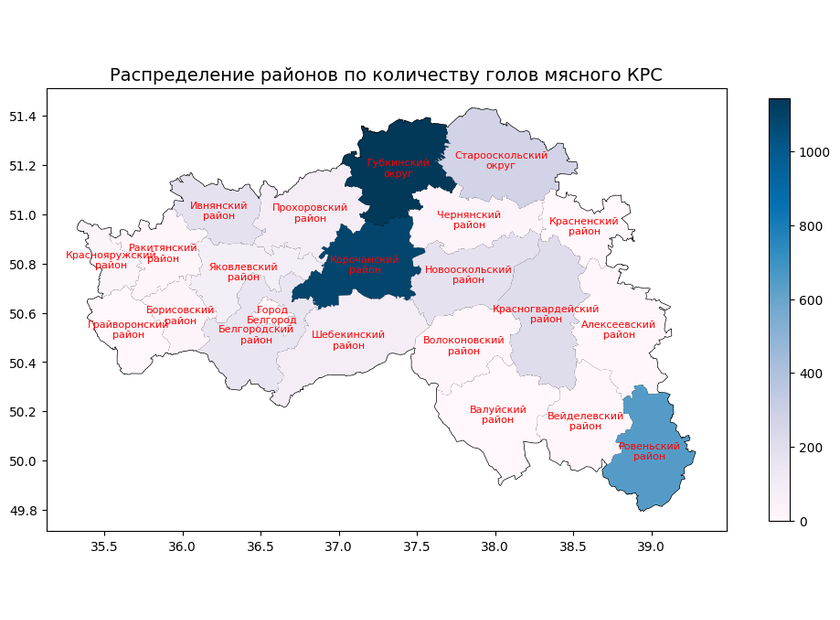 Распределение районов по количеству голов мясного КРС
51.4
51.2
51.0
50.8
50.6
50.4
50.2
50.0
49.8
Губкинский
округ
Старооскольский
округ
Ивнянский
район
Прохоровский
район
Чернянский
район
Красненский
район
Краснояружский
район
Ракитянский
район
Яковлевский
район
Корочанский
район
Новооскольский
район
Грайворонский
район
Борисовский
район
Город
Белгород
Белгородский
район
Шебекинский
район
Волоконовский
район
Красногвардейский
район
Алексеевский
район
Валуйский
район
Вейделевский
район
Ровеньский
район
35.5 36.0 36.5 37.0 37.5 38.0 38.5 39.0
1000
800
600
400
200
0